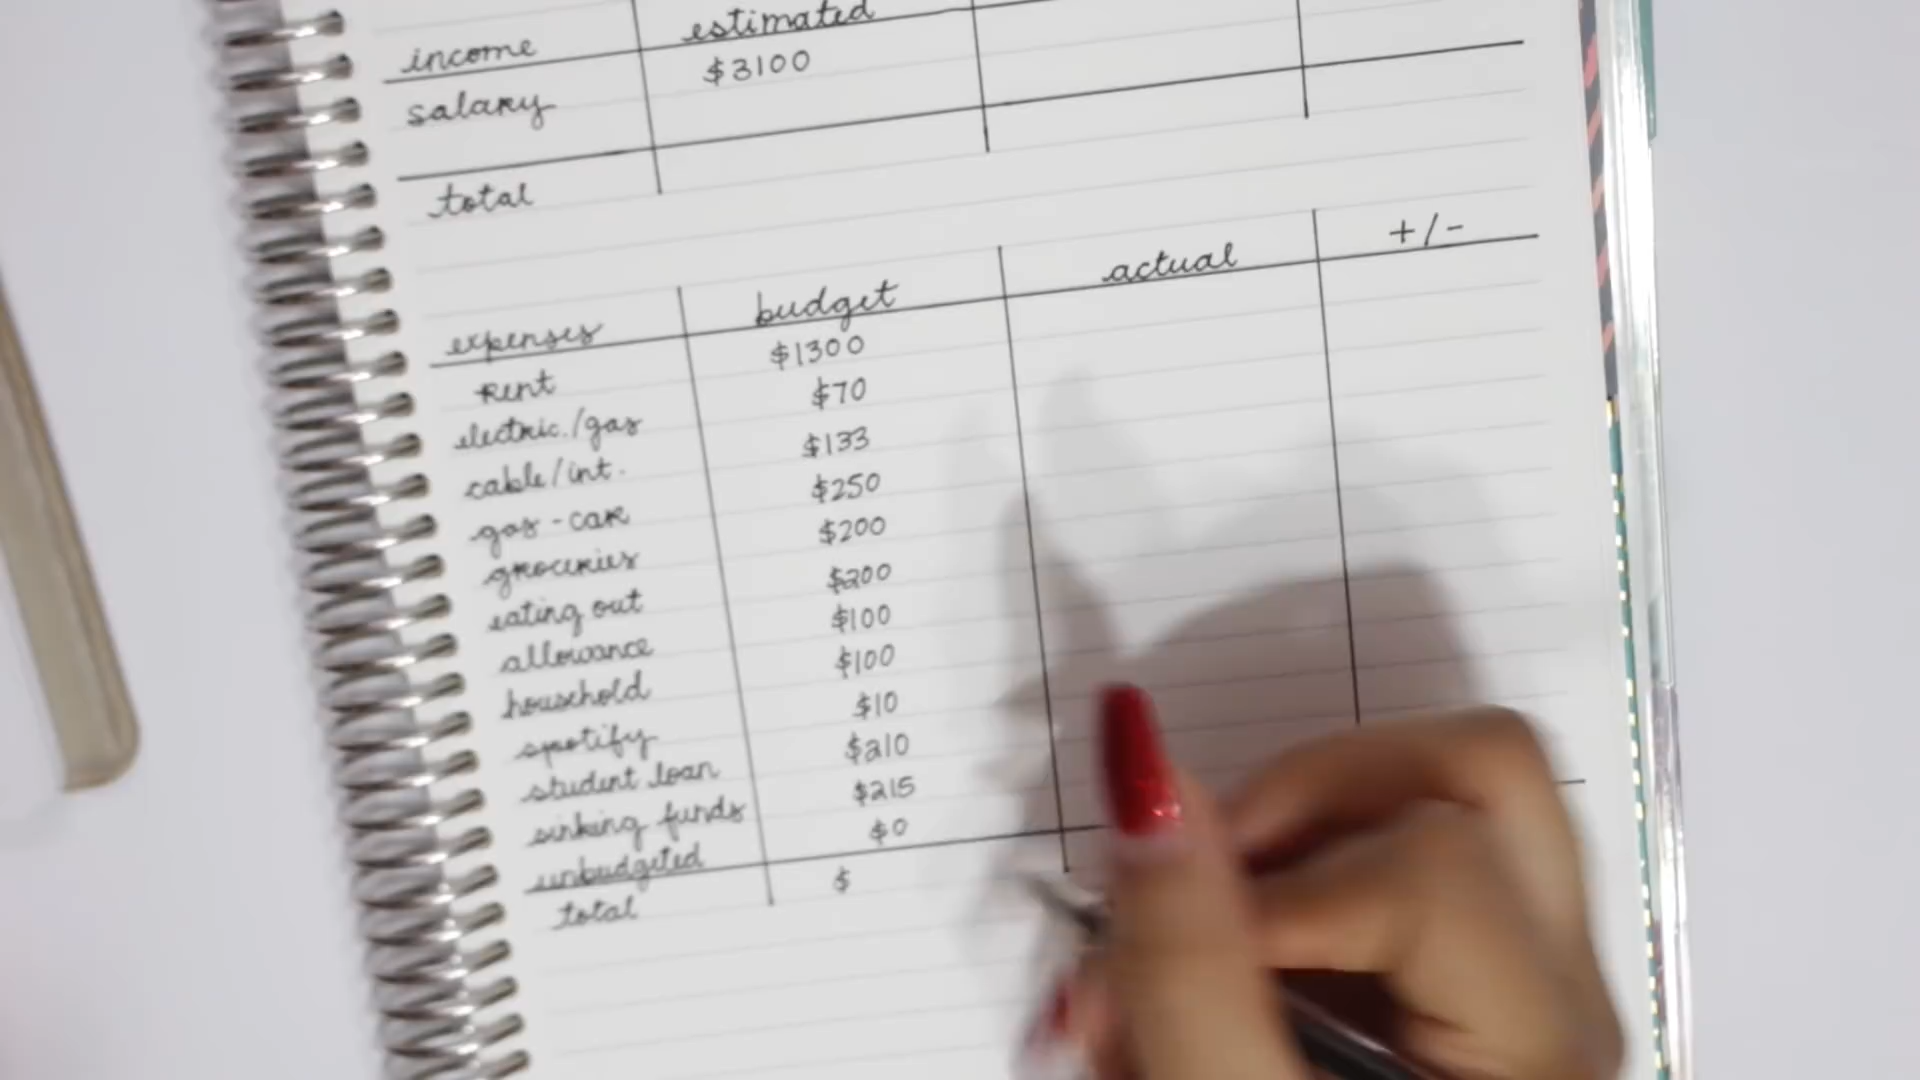 income estimated
salary $3100
total
expenses budget actual +/-
rent $1300
electric./gas $70
cable/int. $133
gas-car $250
groceries $200
eating out $200
allowance $100
household $100
spotify $10
student loan $210
sinking funds $215
unbudgeted $0
total $